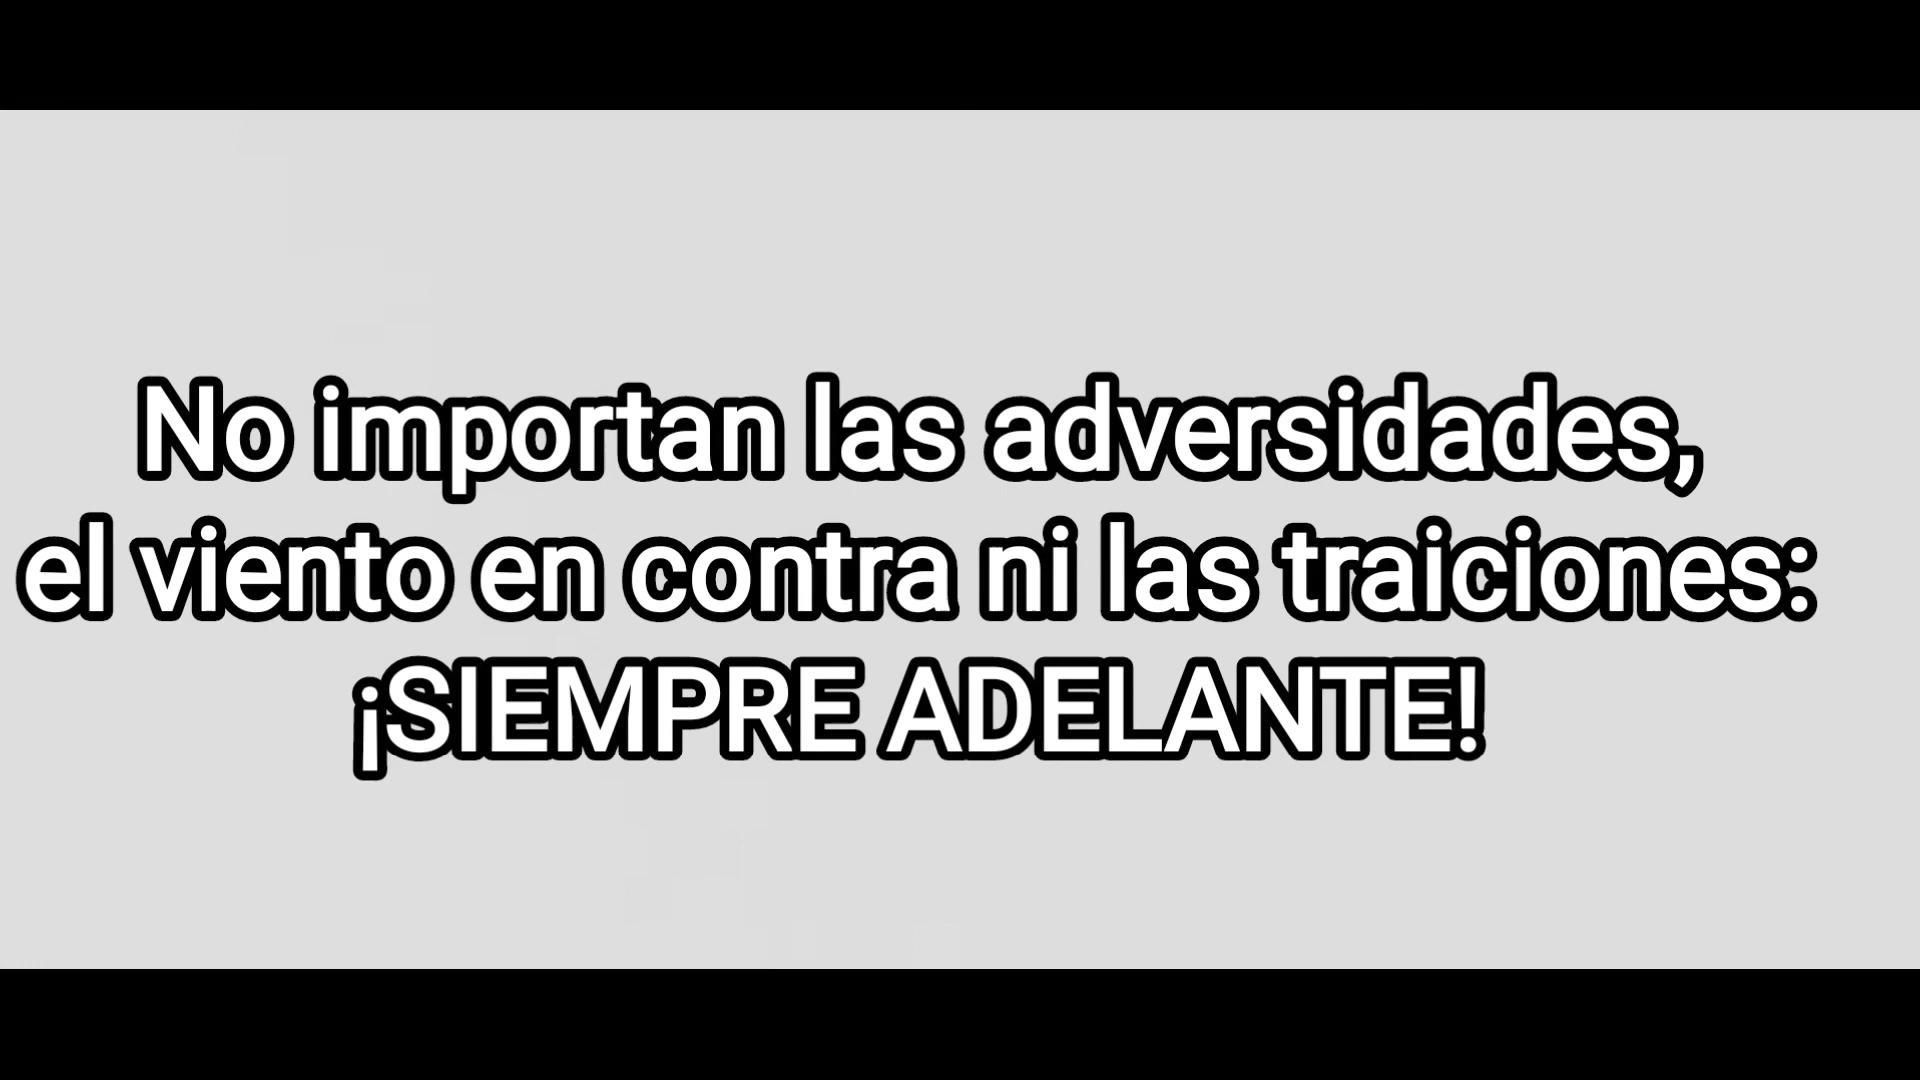 No importan las adversidades,
el viento en contra ni las traiciones:
¡SIEMPRE ADELANTE!